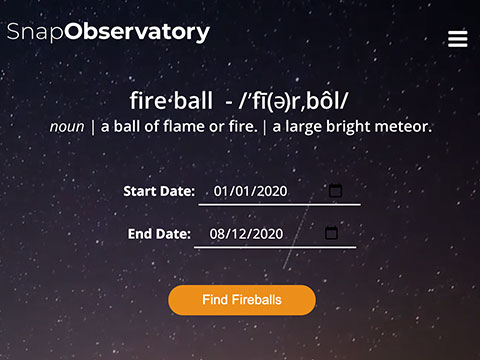 SnapObservatory
fire·ball - /ˈfī(ə)rˌbôl/
noun | a ball of flame or fire. | a large bright meteor.
Start Date: 01/01/2020
End Date: 08/12/2020
Find Fireballs